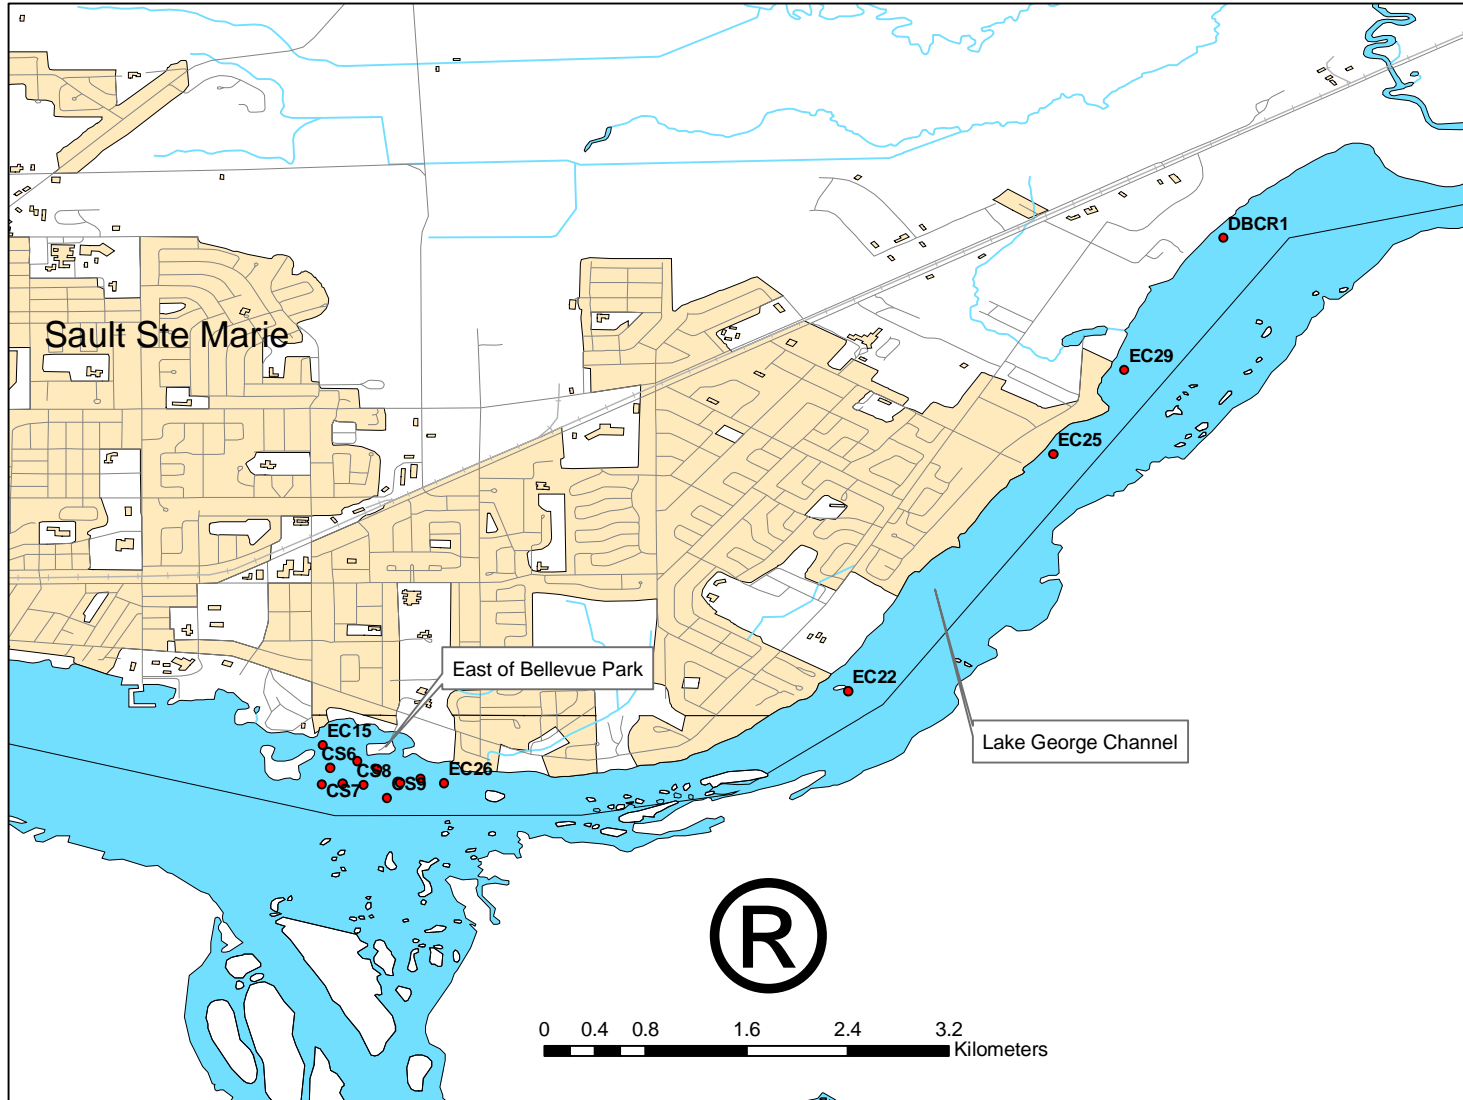 DBCR1
Sault Ste Marie
EC29
EC25
East of Bellevue Park
EC22
EC15
Lake George Channel
CS6
CS8
EC26
CS7
CS9
R
0 0.4 0.8 1.6 2.4 3.2
Kilometers